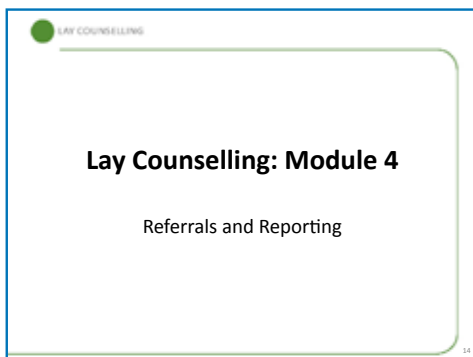 LAY COUNSELLING
Lay Counselling: Module 4
Referrals and Reporting
14